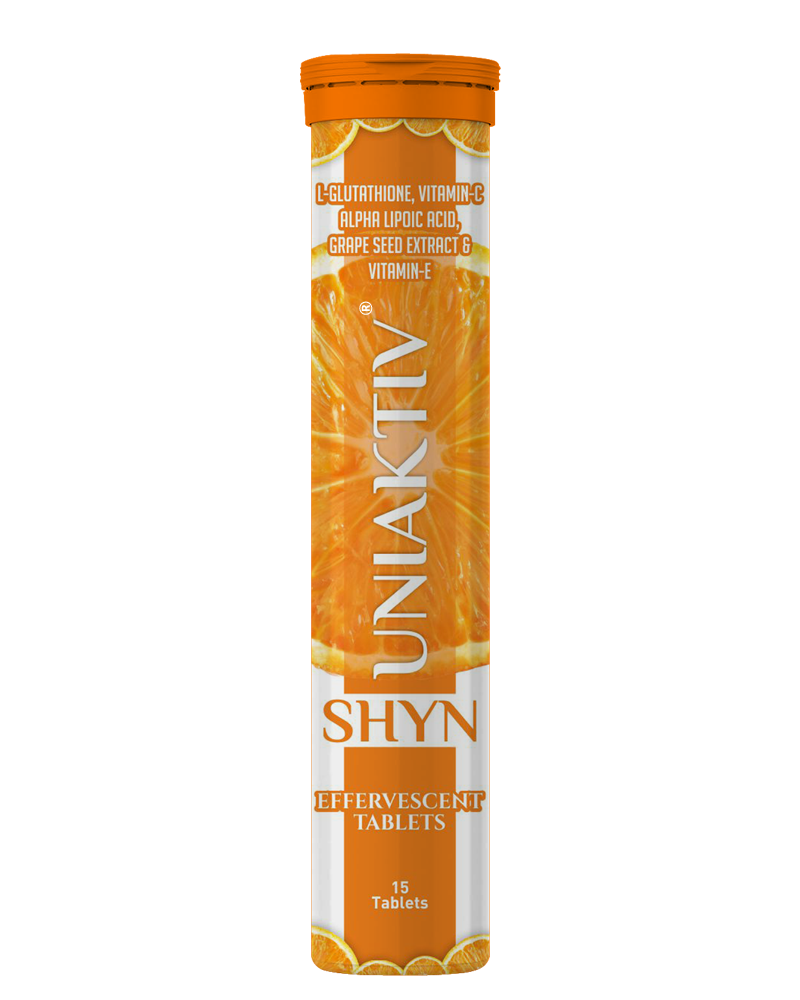 L-GLUTATHIONE, VITAMIN-C
ALPHA LIPOIC ACID,
GRAPE SEED EXTRACT &
VITAMIN-E
UNIAKTIV®
SHYN
EFFERVESCENT
TABLETS
15
Tablets